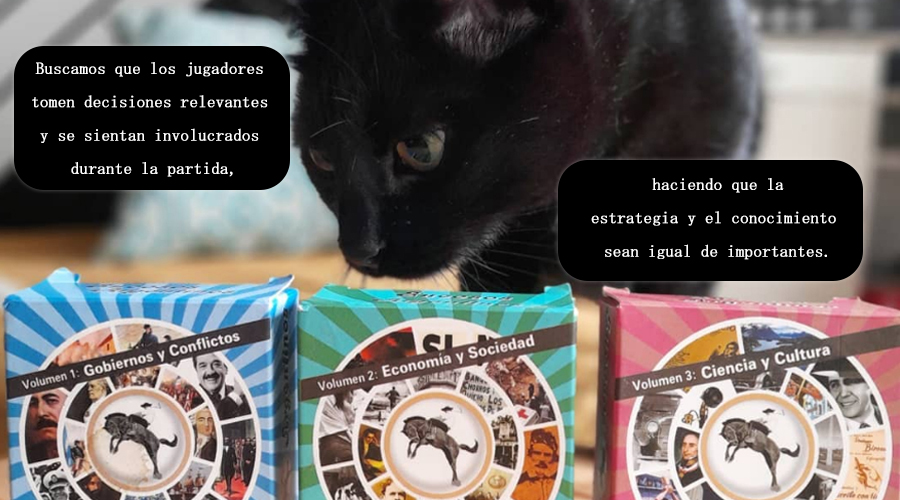 Buscamos que los jugadores
tomen decisiones relevantes
y se sientan involucrados
durante la partida,
haciendo que la
estrategia y el conocimiento
sean igual de importantes.
Volumen 1: Gobiernos y Conflictos
Volumen 2: Economía y Sociedad
Volumen 3: Ciencia y Cultura